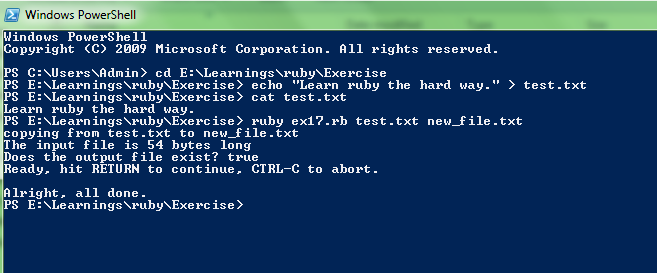 Windows PowerShell
Windows PowerShell
Copyright (C) 2009 Microsoft Corporation. All rights reserved.
PS C:\Users\Admin> cd E:\Learnings\ruby\Exercise
PS E:\Learnings\ruby\Exercise> echo "Learn ruby the hard way." > test.txt
PS E:\Learnings\ruby\Exercise> cat test.txt
Learn ruby the hard way.
PS E:\Learnings\ruby\Exercise> ruby ex17.rb test.txt new_file.txt
copying from test.txt to new_file.txt
The input file is 54 bytes long
Does the output file exist? true
Ready, hit RETURN to continue, CTRL-C to abort.
Alright, all done.
PS E:\Learnings\ruby\Exercise>